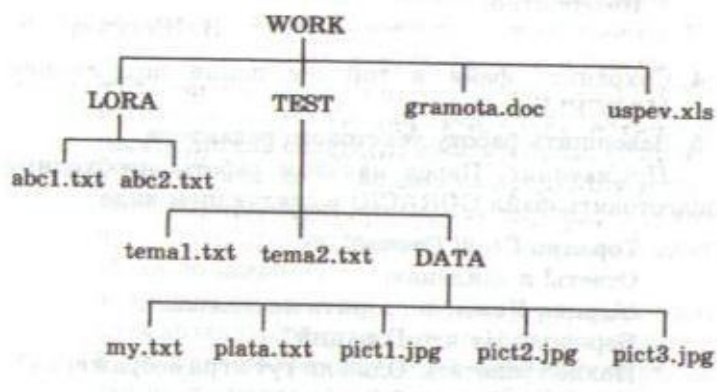 WORK
LORA TEST gramota.doc uspev.xls
abc1.txt abc2.txt
tema1.txt tema2.txt DATA
my.txt plata.txt pict1.jpg pict2.jpg pict3.jpg